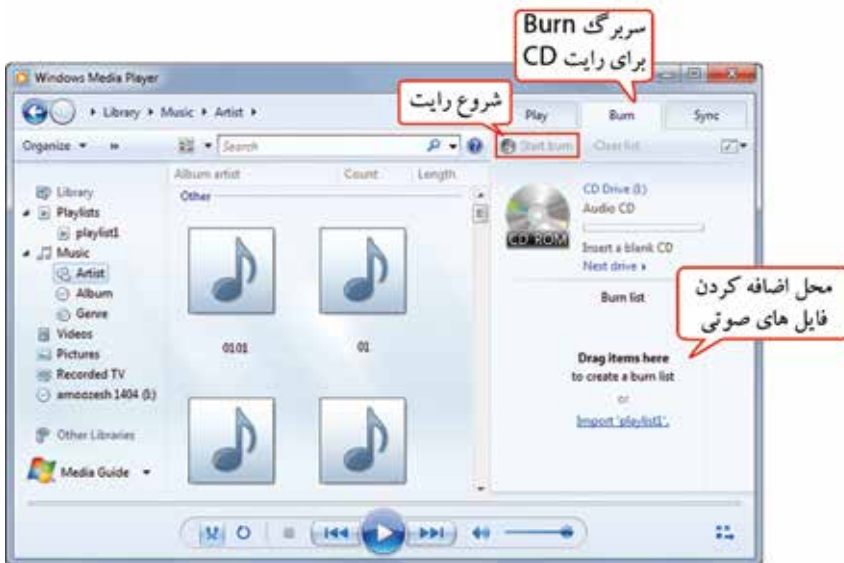 سربرگ Burn
برای رایت CD
شروع رایت
Windows Media Player
Library ▸ Music ▸ Artist ▸
Play Burn Sync
Organize Search Start burn Clear list
Album artist Count Length
Other
Library
Playlists
playlist1
Music
Artist
Album
Genre
Videos
Pictures
Recorded TV
amoozesh 1404 (I:)
Other Libraries
Media Guide
0101
01
CD ROM
CD Drive (I:)
Audio CD
Insert a blank CD
Next drive
محل اضافه کردن
فایل های صوتی
Burn list
Drag items here
to create a burn list
or
Import 'playlist1'.